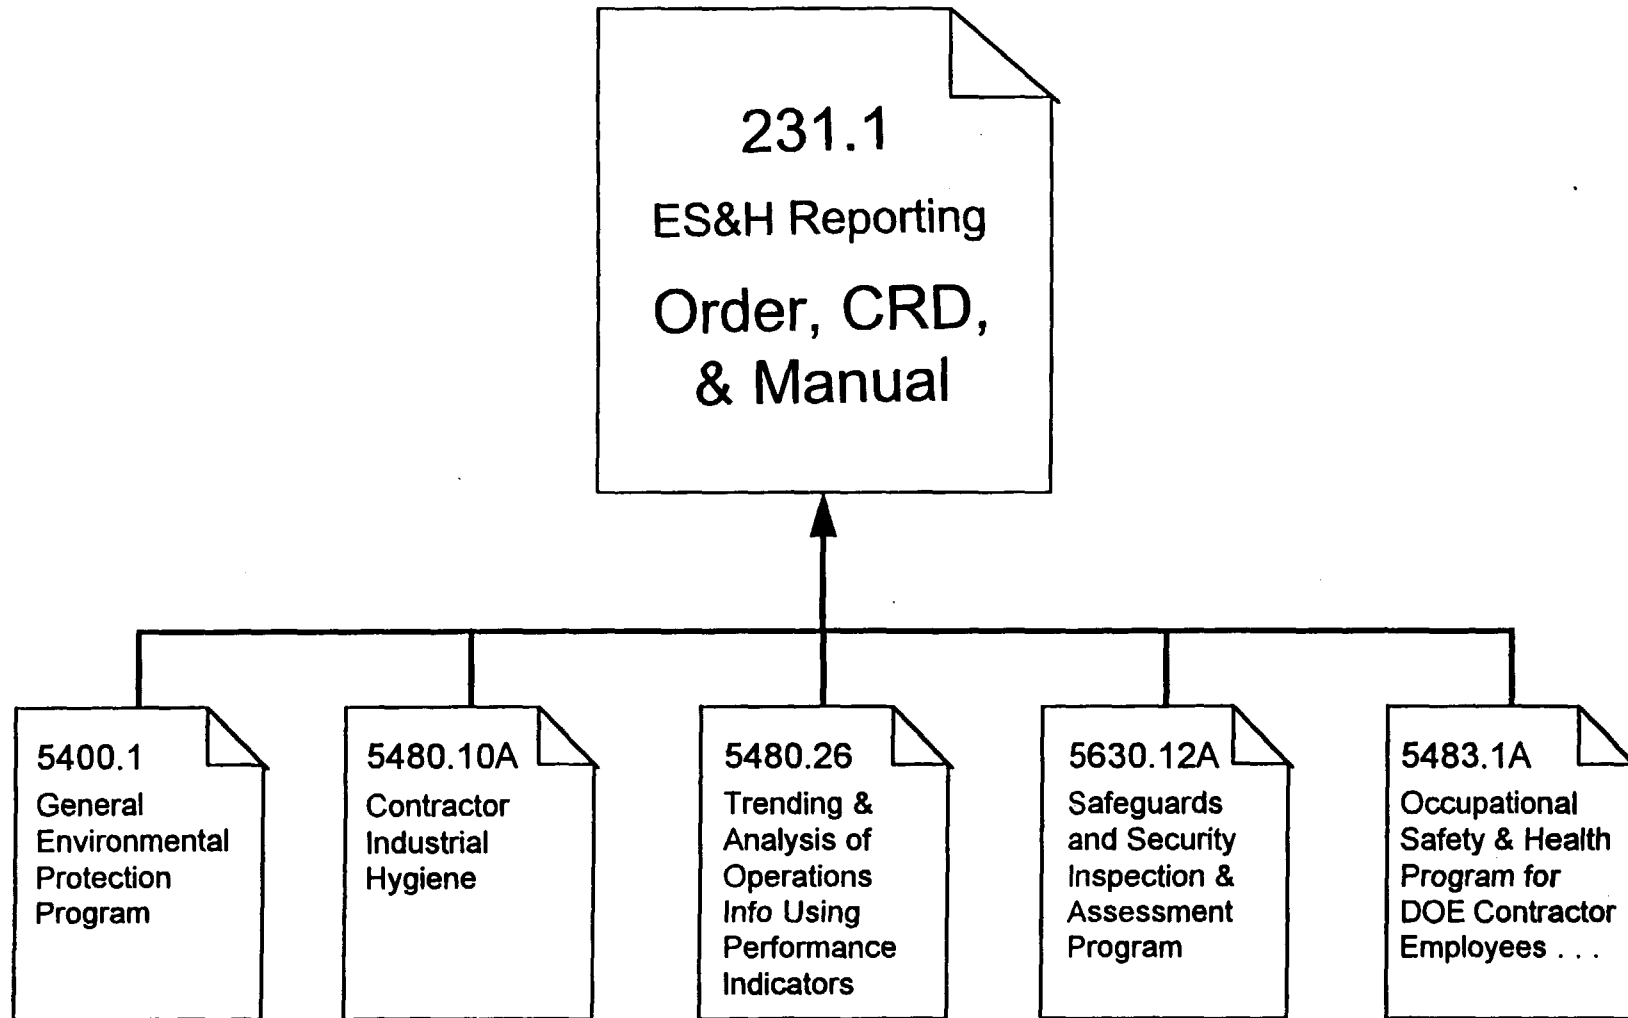 231.1
ES&H Reporting
Order, CRD,
& Manual
5400.1
General
Environmental
Protection
Program
5480.10A
Contractor
Industrial
Hygiene
5480.26
Trending &
Analysis of
Operations
Info Using
Performance
Indicators
5630.12A
Safeguards
and Security
Inspection &
Assessment
Program
5483.1A
Occupational
Safety & Health
Program for
DOE Contractor
Employees . . .